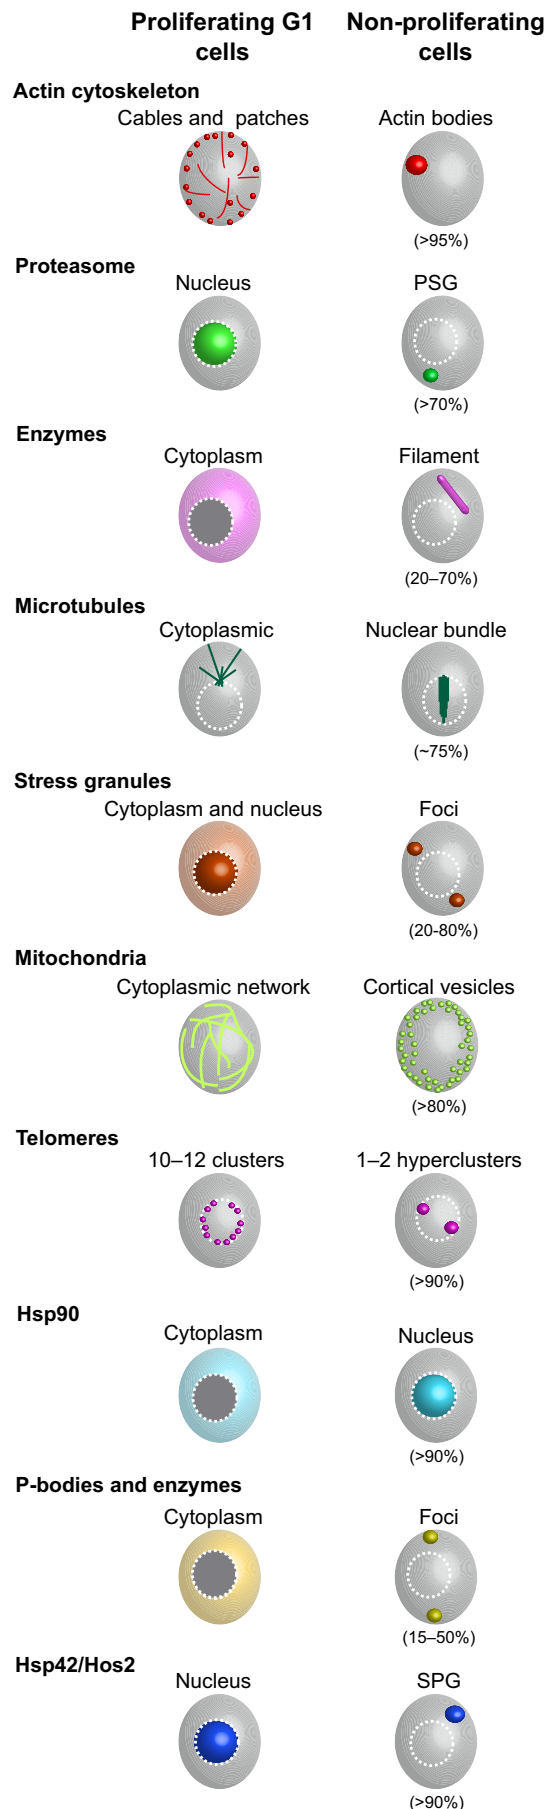 Proliferating G1 cells
Non-proliferating cells
Actin cytoskeleton
Cables and patches
Actin bodies
(>95%)
Proteasome
Nucleus
PSG
(>70%)
Enzymes
Cytoplasm
Filament
(20–70%)
Microtubules
Cytoplasmic
Nuclear bundle
(~75%)
Stress granules
Cytoplasm and nucleus
Foci
(20-80%)
Mitochondria
Cytoplasmic network
Cortical vesicles
(>80%)
Telomeres
10–12 clusters
1–2 hyperclusters
(>90%)
Hsp90
Cytoplasm
Nucleus
(>90%)
P-bodies and enzymes
Cytoplasm
Foci
(15–50%)
Hsp42/Hos2
Nucleus
SPG
(>90%)